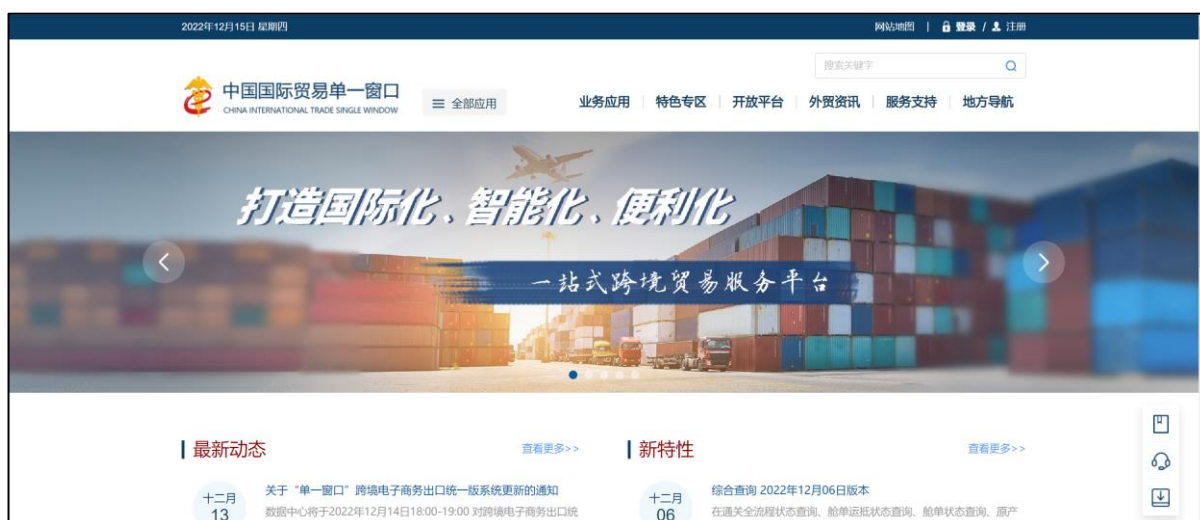 2022年12月15日 星期四
网站地图 | 登录 / 注册
搜索关键字
中国国际贸易单一窗口
CHINA INTERNATIONAL TRADE SINGLE WINDOW
全部应用
业务应用 特色专区 开放平台 外贸资讯 服务支持 地方导航
打造国际化、智能化、便利化
一站式跨境贸易服务平台
最新动态
查看更多>>
十二月
13
关于“单一窗口”跨境电子商务出口统一版系统更新的通知
数据中心将于2022年12月14日18:00-19:00 对跨境电子商务出口统
新特性
查看更多>>
十二月
06
综合查询 2022年12月06日版本
在通关全流程状态查询、舱单运抵状态查询、舱单状态查询、原产